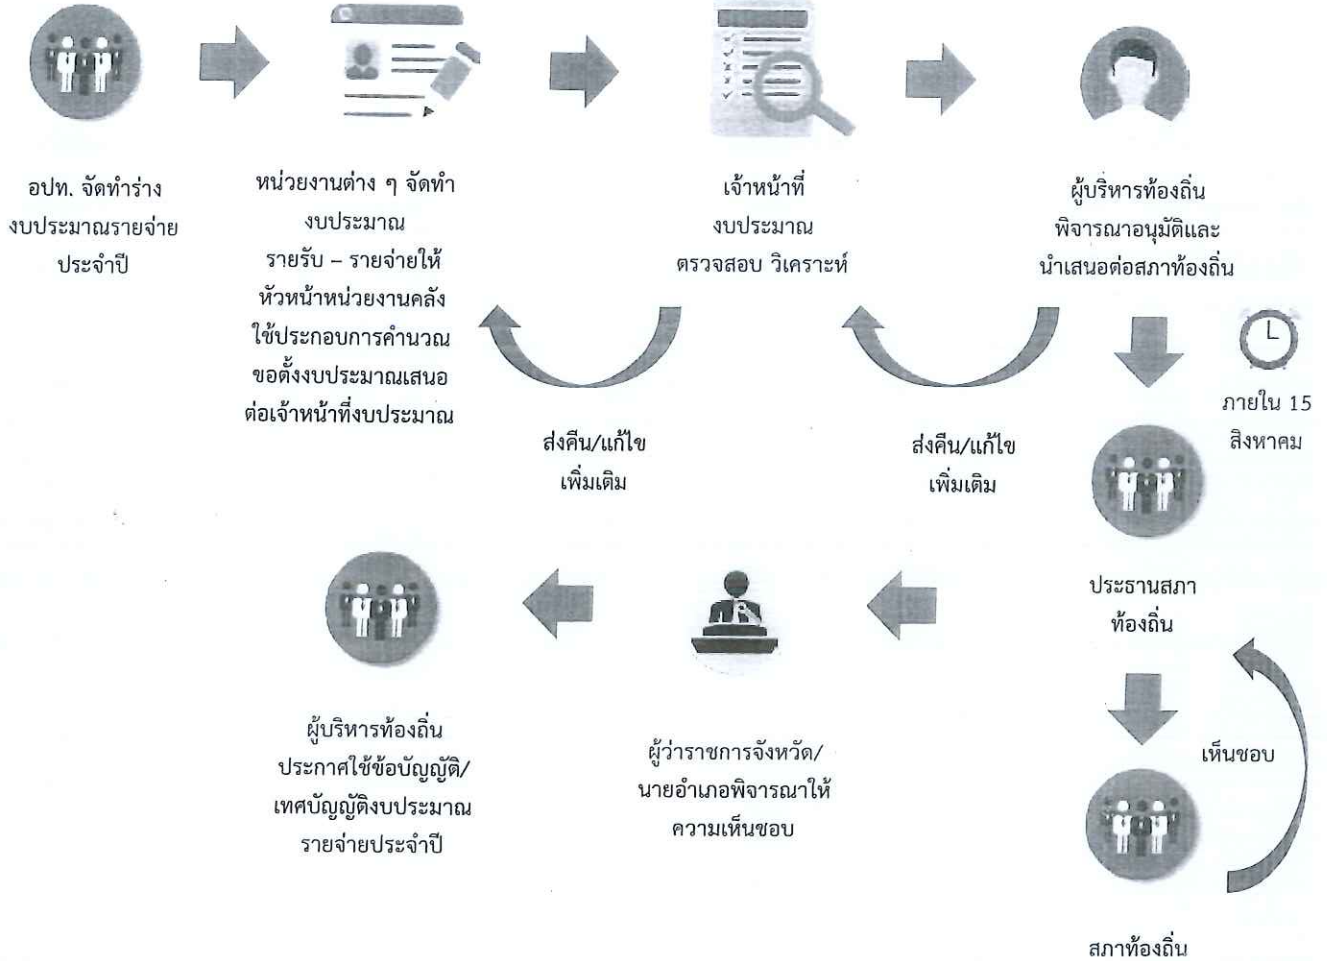 อปท. จัดทำร่าง
งบประมาณรายจ่าย
ประจำปี
หน่วยงานต่าง ๆ จัดทำ
งบประมาณ
รายรับ – รายจ่ายให้
หัวหน้าหน่วยงานคลัง
ใช้ประกอบการคำนวณ
ขอตั้งงบประมาณเสนอ
ต่อเจ้าหน้าที่งบประมาณ
เจ้าหน้าที่
งบประมาณ
ตรวจสอบ วิเคราะห์
ผู้บริหารท้องถิ่น
พิจารณาอนุมัติและ
นำเสนอต่อสภาท้องถิ่น
ส่งคืน/แก้ไข
เพิ่มเติม
ส่งคืน/แก้ไข
เพิ่มเติม
ภายใน 15
สิงหาคม
ประธานสภา
ท้องถิ่น
เห็นชอบ
สภาท้องถิ่น
ผู้ว่าราชการจังหวัด/
นายอำเภอพิจารณาให้
ความเห็นชอบ
ผู้บริหารท้องถิ่น
ประกาศใช้ข้อบัญญัติ/
เทศบัญญัติงบประมาณ
รายจ่ายประจำปี